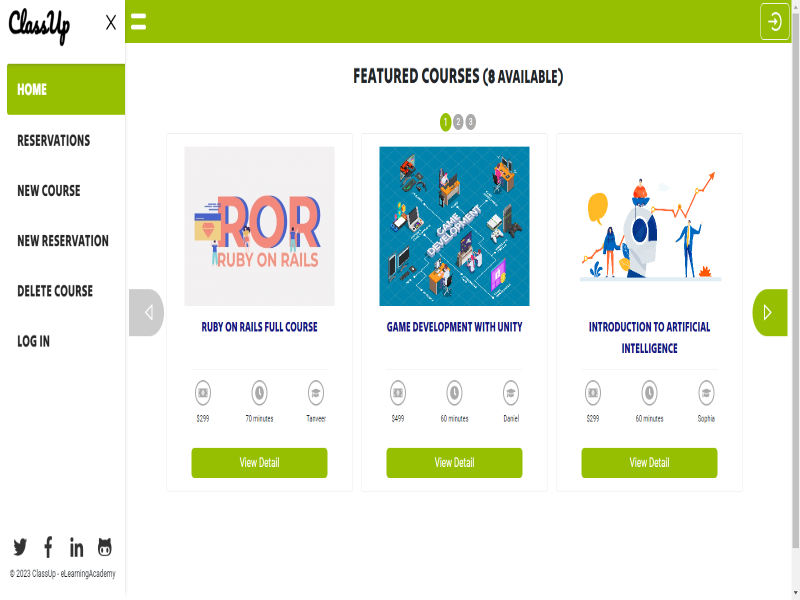 ClassUp
X
HOME
RESERVATIONS
NEW COURSE
NEW RESERVATION
DELETE COURSE
LOG IN
© 2023 ClassUp - eLearningAcademy
FEATURED COURSES (8 AVAILABLE)
1 2 3
ROR
RUBY ON RAILS
RUBY ON RAILS FULL COURSE
$299 70 minutes Tanveer
View Detail
GAME
DEVELOPMENT
GAME DEVELOPMENT WITH UNITY
$499 60 minutes Daniel
View Detail
INTRODUCTION TO ARTIFICIAL
INTELLIGENCE
$299 60 minutes Sophia
View Detail